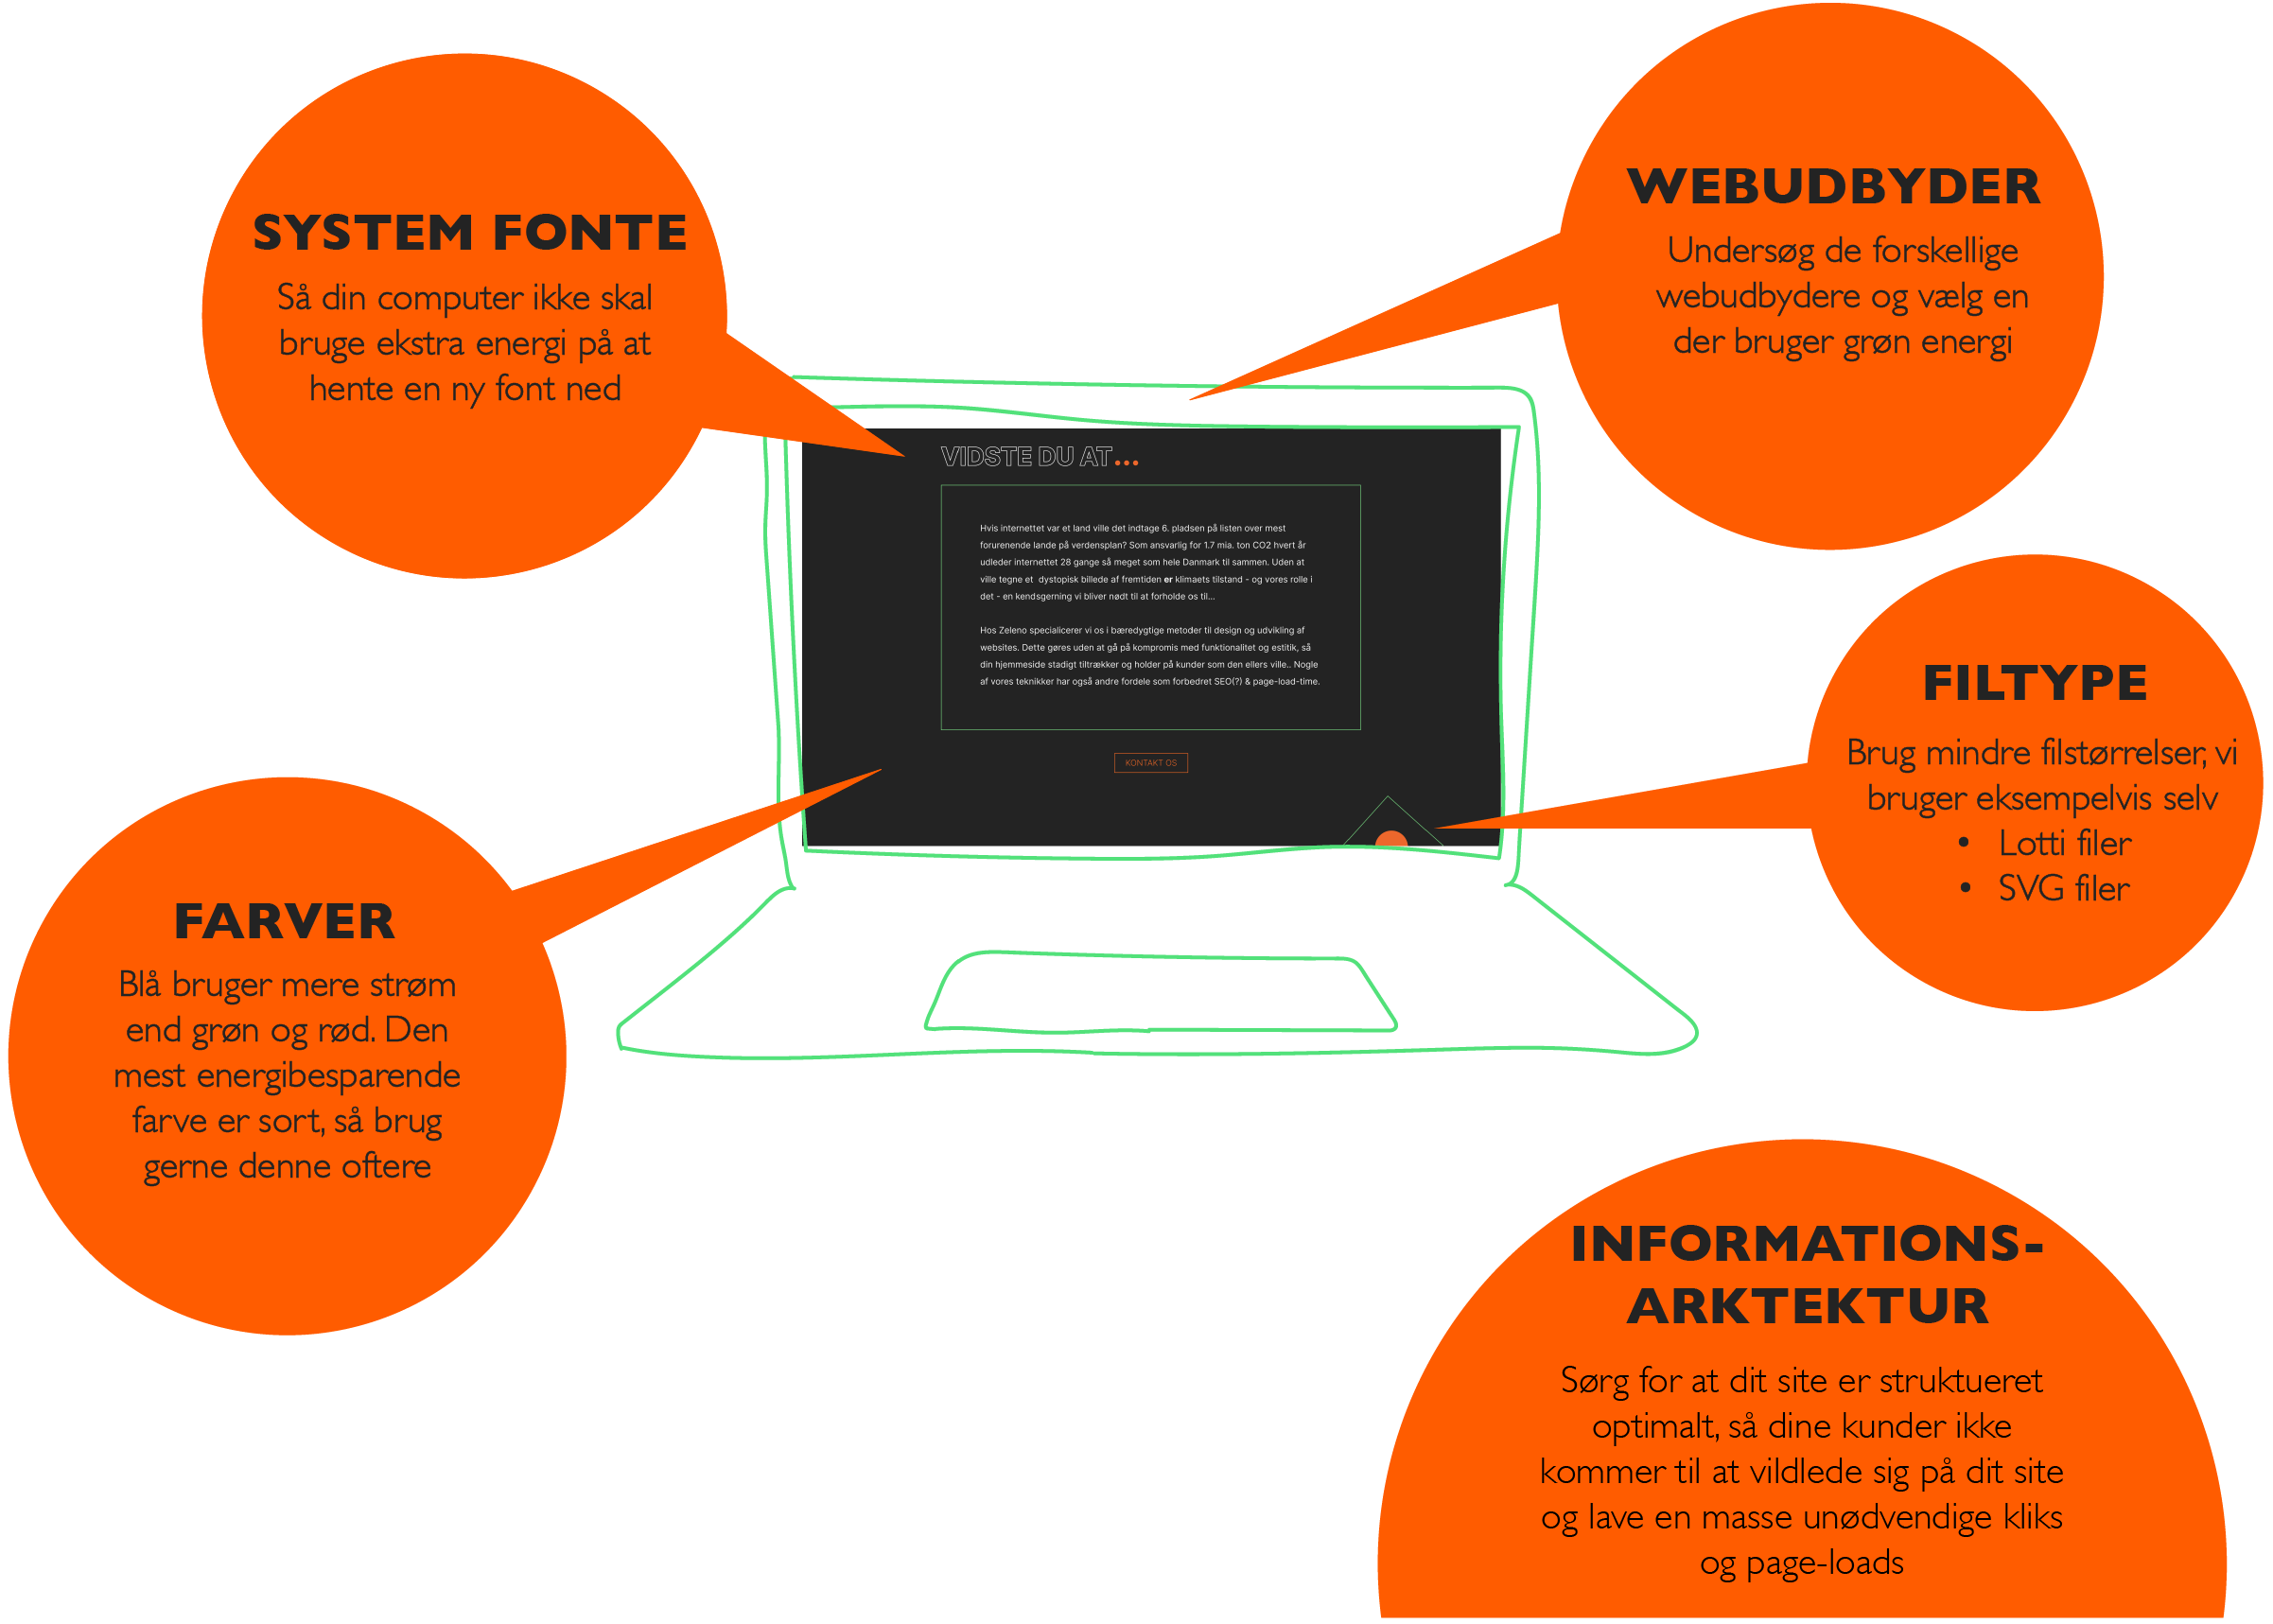 SYSTEM FONTE
Så din computer ikke skal
bruge ekstra energi på at
hente en ny font ned
WEBUDBYDER
Undersøg de forskellige
webudbydere og vælg en
der bruger grøn energi
VIDSTE DU AT...
Hvis internettet var et land ville det indtage 6. pladsen på listen over mest
forurenende lande på verdensplan? Som ansvarlig for 1.7 mia. ton CO2 hvert år
udleder internettet 28 gange så meget som hele Danmark til sammen. Uden at
ville tegne et dystopisk billede af fremtiden er klimaets tilstand - og vores rolle i
det - en kendsgerning vi bliver nødt til at forholde os til...
Hos Zeleno specialicerer vi os i bæredygtige metoder til design og udvikling af
websites. Dette gøres uden at gå på kompromis med funktionalitet og estitik, så
din hjemmeside stadigt tiltrækker og holder på kunder som den ellers ville.. Nogle
af vores teknikker har også andre fordele som forbedret SEO(?) & page-load-time.
KONTAKT OS
FILTYPE
Brug mindre filstørrelser, vi
bruger eksempelvis selv
• Lotti filer
• SVG filer
FARVER
Blå bruger mere strøm
end grøn og rød. Den
mest energibesparende
farve er sort, så brug
gerne denne oftere
INFORMATIONS-
ARKTEKTUR
Sørg for at dit site er struktueret
optimalt, så dine kunder ikke
kommer til at vildlede sig på dit site
og lave en masse unødvendige kliks
og page-loads